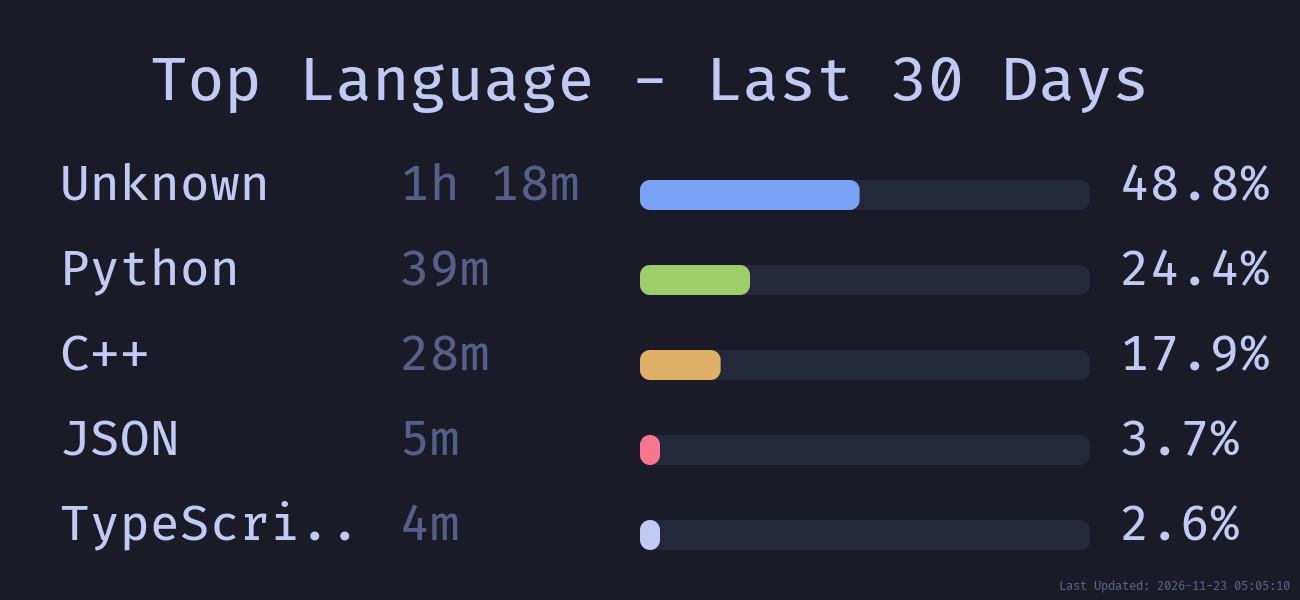 Top Language - Last 30 Days
Unknown 1h 18m 48.8%
Python 39m 24.4%
C++ 28m 17.9%
JSON 5m 3.7%
TypeScri.. 4m 2.6%
Last Updated: 2026-11-23 05:05:10